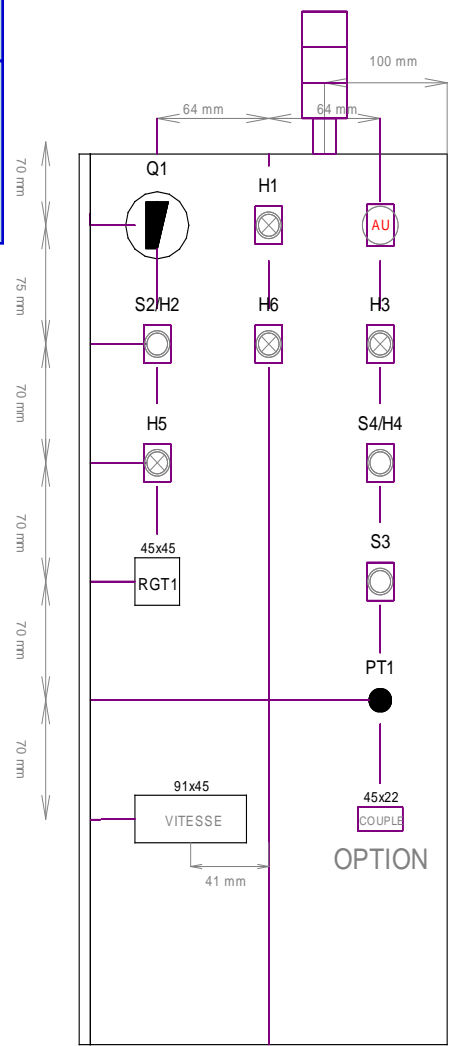 100 mm
64 mm
64 mm
70 mm
Q1
H1
AU
75 mm
S2/H2
H6
H3
70 mm
H5
S4/H4
70 mm
45x45
RGT1
S3
70 mm
PT1
70 mm
91x45
VITESSE
45x22
COUPLE
41 mm
OPTION